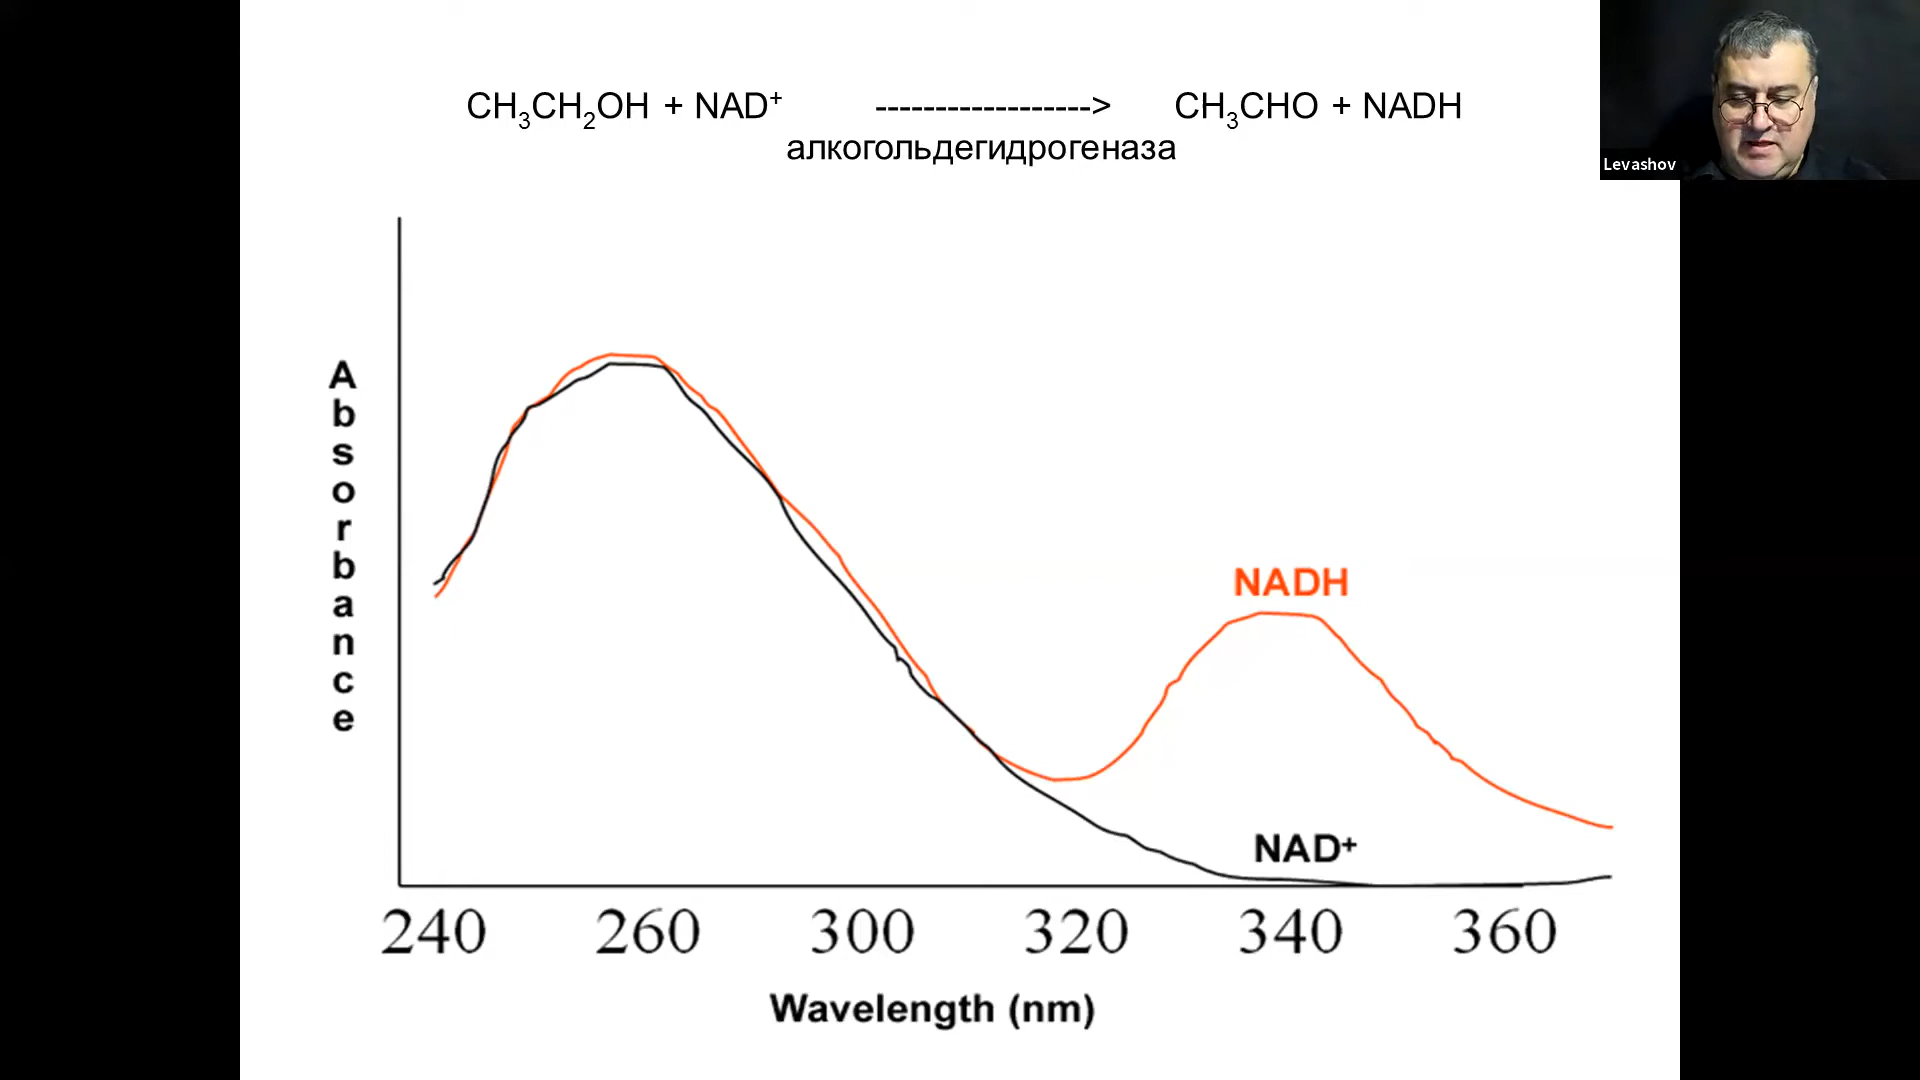 CH₃CH₂OH + NAD⁺ ------------------> CH₃CHO + NADH
алкогольдегидрогеназа
Levashov
Absorbance
NADH
NAD⁺
240 260 300 320 340 360
Wavelength (nm)